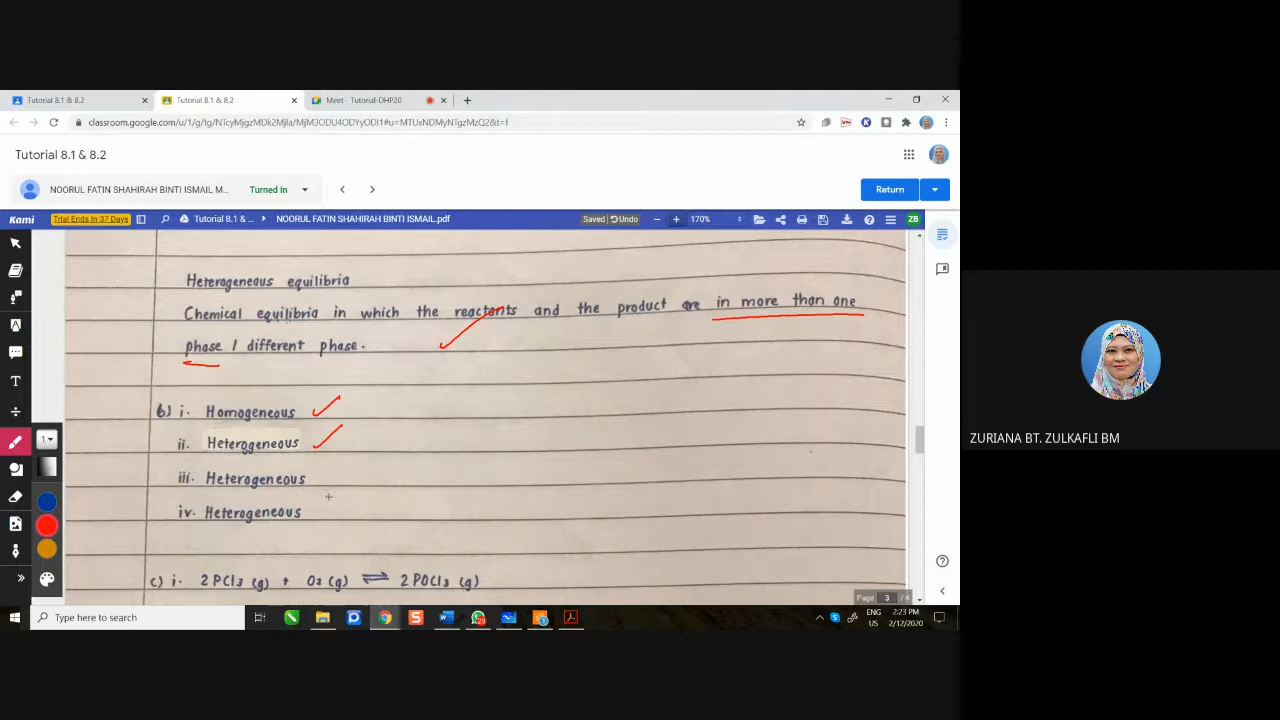 Tutorial 8.1 & 8.2
Tutorial 8.1 & 8.2
Meet - Tutorial-DHP20
classroom.google.com/u/1/g/tg/
Tutorial 8.1 & 8.2
NOORUL FATIN SHAHIRAH BINTI ISMAIL M...
Turned in
Return
Kami
Trial Ends In 37 Days
Tutorial 8.1 & ...
NOORUL FATIN SHAHIRAH BINTI ISMAIL.pdf
Saved
Undo
170%
ZB
Heterogeneous equilibria
Chemical equilibria in which the reactants and the product are in more than one
phase / different phase.
b) i. Homogeneous
ii. Heterogeneous
iii. Heterogeneous
iv. Heterogeneous
c) i. 2 PCl3 (g) + O2 (g) ⇌ 2 POCl3 (g)
Page 3 / 4
Type here to search
ENG
US
2:23 PM
2/12/2020
ZURIANA BT. ZULKAFLI BM